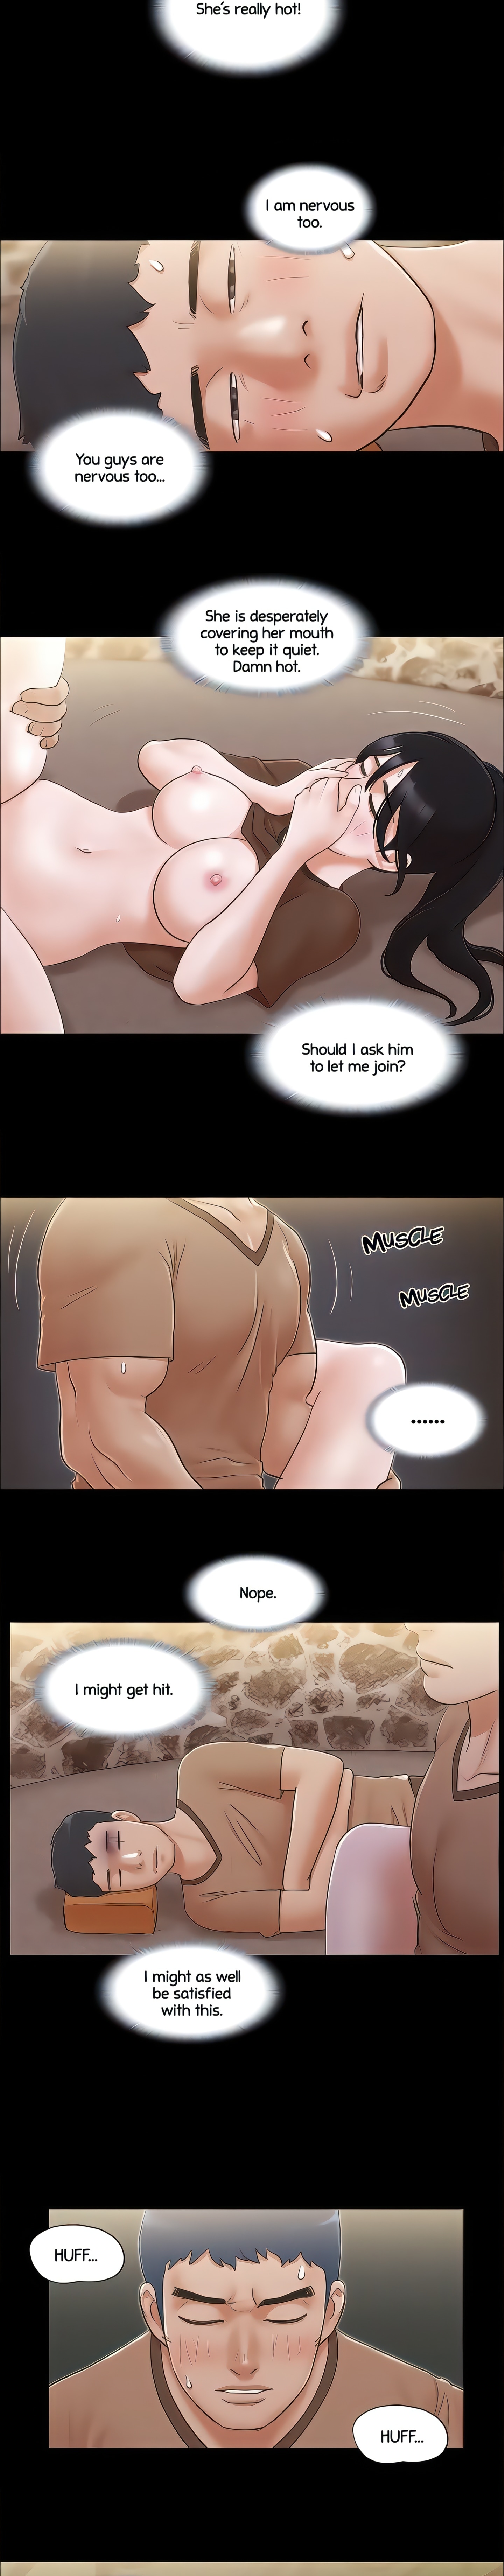 She's really hot!
I am nervous
too.
You guys are
nervous too...
She is desperately
covering her mouth
to keep it quiet.
Damn hot.
Should I ask him
to let me join?
MUSCLE
MUSCLE
......
Nope.
I might get hit.
I might as well
be satisfied
with this.
HUFF...
HUFF...